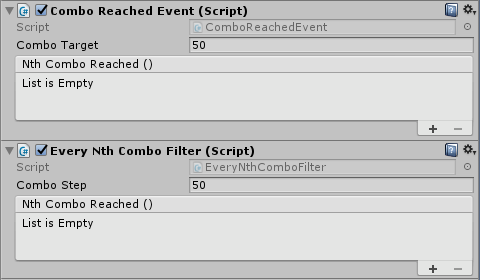 Combo Reached Event (Script)
Script ComboReachedEvent
Combo Target 50
Nth Combo Reached ()
List is Empty
+ −
Every Nth Combo Filter (Script)
Script EveryNthComboFilter
Combo Step 50
Nth Combo Reached ()
List is Empty
+ −